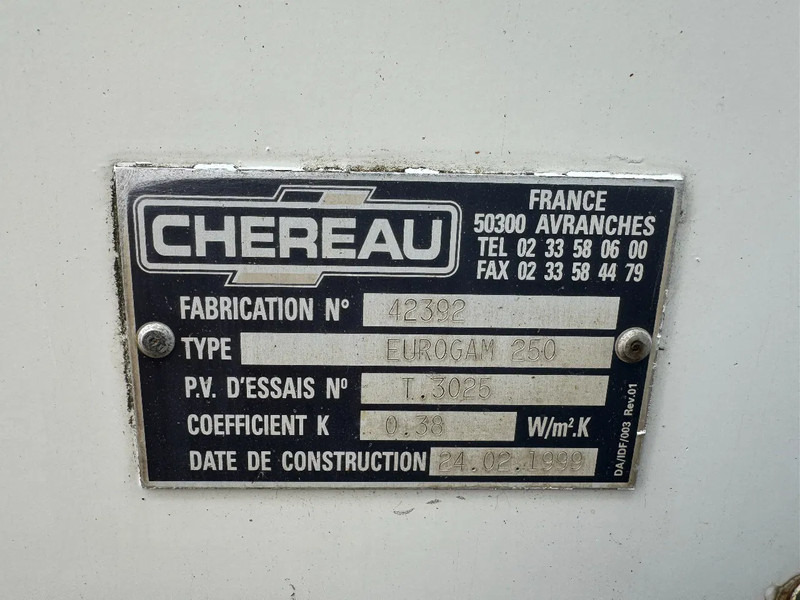 CHEREAU
FRANCE
50300 AVRANCHES
TEL 02 33 58 06 00
FAX 02 33 58 44 79
FABRICATION N° 42392
TYPE EUROGAM 250
P.V. D'ESSAIS N° T.3025
COEFFICIENT K 0.38 W/m².K
DATE DE CONSTRUCTION 24.02.1999
DA/IDF/003 Rev.01